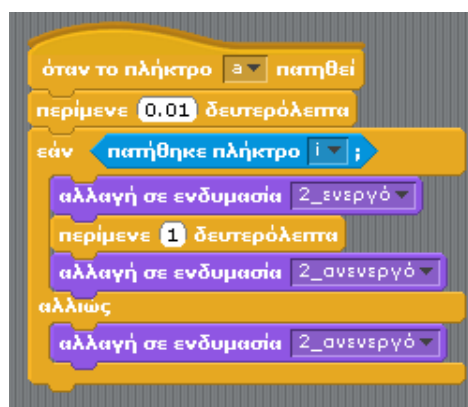 όταν το πλήκτρο a πατηθεί
περίμενε 0.01 δευτερόλεπτα
εάν πατήθηκε πλήκτρο i ;
αλλαγή σε ενδυμασία 2_ενεργό
περίμενε 1 δευτερόλεπτα
αλλαγή σε ενδυμασία 2_ανενεργό
αλλιώς
αλλαγή σε ενδυμασία 2_ανενεργό